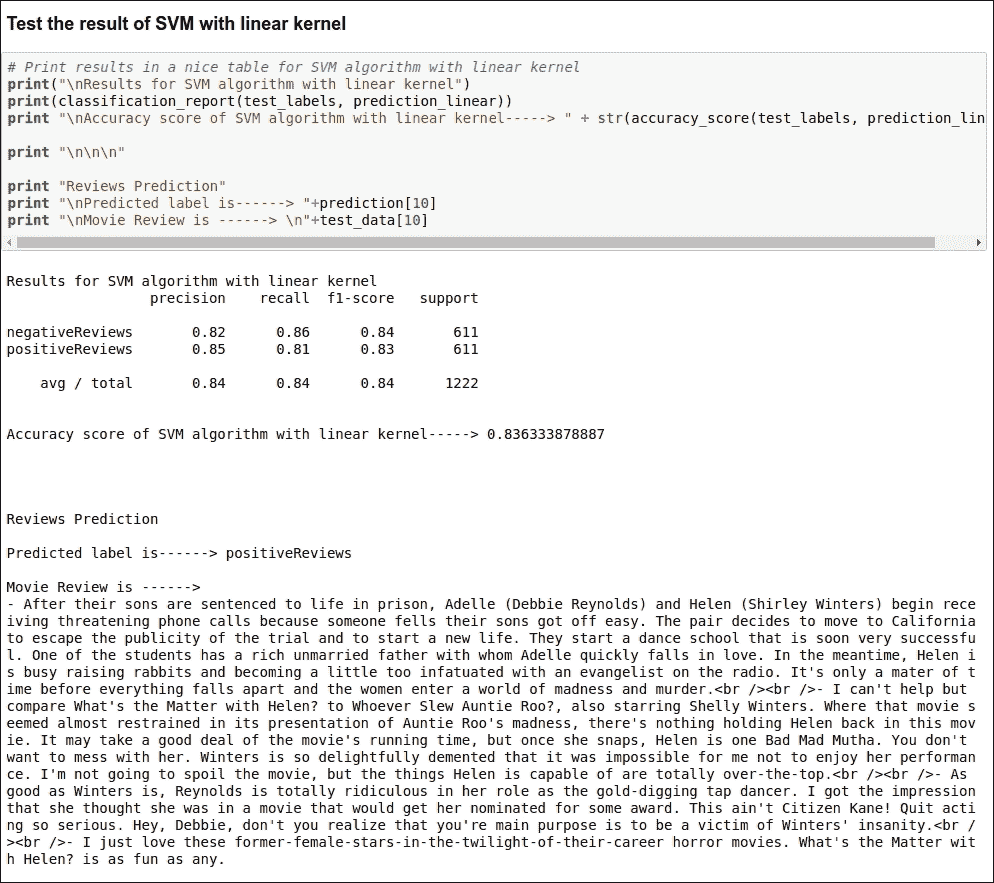 Test the result of SVM with linear kernel
# Print results in a nice table for SVM algorithm with linear kernel
print("\nResults for SVM algorithm with linear kernel")
print(classification_report(test_labels, prediction_linear))
print "\nAccuracy score of SVM algorithm with linear kernel-----> " + str(accuracy_score(test_labels, prediction_lin
print "\n\n\n"
print "Reviews Prediction"
print "\nPredicted label is------> "+prediction[10]
print "\nMovie Review is ------> \n"+test_data[10]
Results for SVM algorithm with linear kernel
precision recall f1-score support
negativeReviews 0.82 0.86 0.84 611
positiveReviews 0.85 0.81 0.83 611
avg / total 0.84 0.84 0.84 1222
Accuracy score of SVM algorithm with linear kernel-----> 0.836333878887
Reviews Prediction
Predicted label is------> positiveReviews
Movie Review is ------>
- After their sons are sentenced to life in prison, Adelle (Debbie Reynolds) and Helen (Shirley Winters) begin rece
iving threatening phone calls because someone fells their sons got off easy. The pair decides to move to California
to escape the publicity of the trial and to start a new life. They start a dance school that is soon very successfu
l. One of the students has a rich unmarried father with whom Adelle quickly falls in love. In the meantime, Helen i
s busy raising rabbits and becoming a little too infatuated with an evangelist on the radio. It's only a mater of t
ime before everything falls apart and the women enter a world of madness and murder.<br /><br />- I can't help but
compare What's the Matter with Helen? to Whoever Slew Auntie Roo?, also starring Shelly Winters. Where that movie s
eemed almost restrained in its presentation of Auntie Roo's madness, there's nothing holding Helen back in this mov
ie. It may take a good deal of the movie's running time, but once she snaps, Helen is one Bad Mad Mutha. You don't
want to mess with her. Winters is so delightfully demented that it was impossible for me not to enjoy her performan
ce. I'm not going to spoil the movie, but the things Helen is capable of are totally over-the-top.<br /><br />- As
good as Winters is, Reynolds is totally ridiculous in her role as the gold-digging tap dancer. I got the impression
that she thought she was in a movie that would get her nominated for some award. This ain't Citizen Kane! Quit acti
ng so serious. Hey, Debbie, don't you realize that you're main purpose is to be a victim of Winters' insanity.<br /
><br />- I just love these former-female-stars-in-the-twilight-of-their-career horror movies. What's the Matter wit
h Helen? is as fun as any.